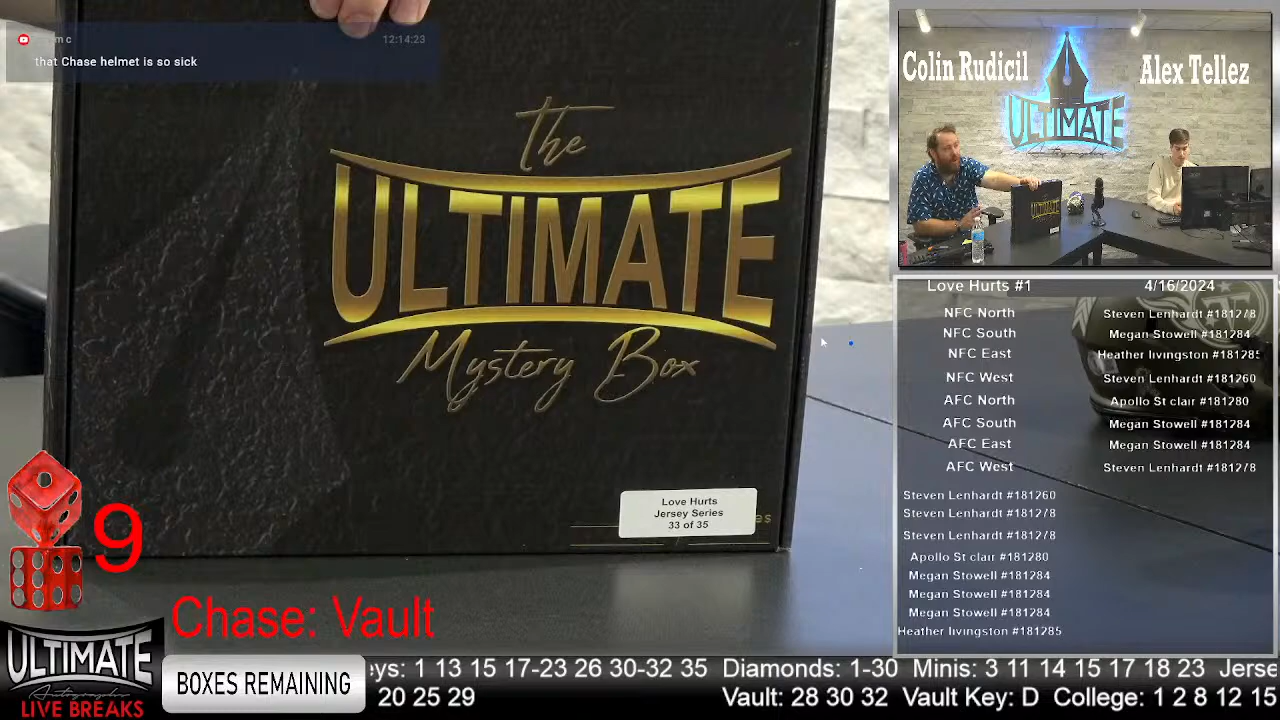 12:14:23
that Chase helmet is so sick
The
ULTIMATE
Mystery Box
Love Hurts
Jersey Series
33 of 35
es
9
Chase: Vault
ULTIMATE
Autographs
LIVE BREAKS
BOXES REMAINING
eys: 1 13 15 17-23 26 30-32 35 Diamonds: 1-30 Minis: 3 11 14 15 17 18 23 Jerse
20 25 29 Vault: 28 30 32 Vault Key: D College: 1 2 8 12 15
Colin Rudicil
Alex Tellez
ULTIMATE
Love Hurts #1 4/16/2024
NFC North Steven Lenhardt #181278
NFC South Megan Stowell #181284
NFC East Heather livingston #181285
NFC West Steven Lenhardt #181260
AFC North Apollo St clair #181280
AFC South Megan Stowell #181284
AFC East Megan Stowell #181284
AFC West Steven Lenhardt #181278
Steven Lenhardt #181260
Steven Lenhardt #181278
Steven Lenhardt #181278
Apollo St clair #181280
Megan Stowell #181284
Megan Stowell #181284
Megan Stowell #181284
Heather livingston #181285